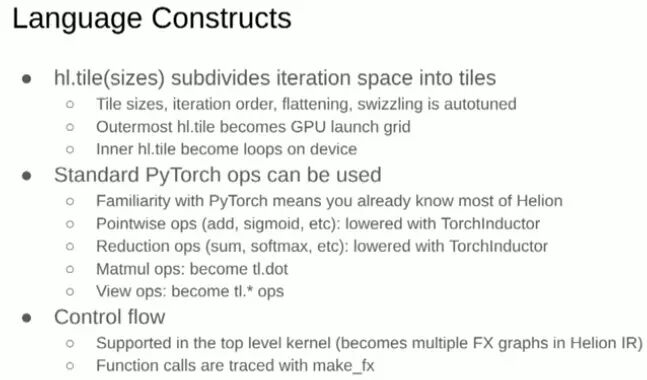 Language Constructs
● hl.tile(sizes) subdivides iteration space into tiles
○ Tile sizes, iteration order, flattening, swizzling is autotuned
○ Outermost hl.tile becomes GPU launch grid
○ Inner hl.tile become loops on device
● Standard PyTorch ops can be used
○ Familiarity with PyTorch means you already know most of Helion
○ Pointwise ops (add, sigmoid, etc): lowered with TorchInductor
○ Reduction ops (sum, softmax, etc): lowered with TorchInductor
○ Matmul ops: become tl.dot
○ View ops: become tl.* ops
● Control flow
○ Supported in the top level kernel (becomes multiple FX graphs in Helion IR)
○ Function calls are traced with make_fx